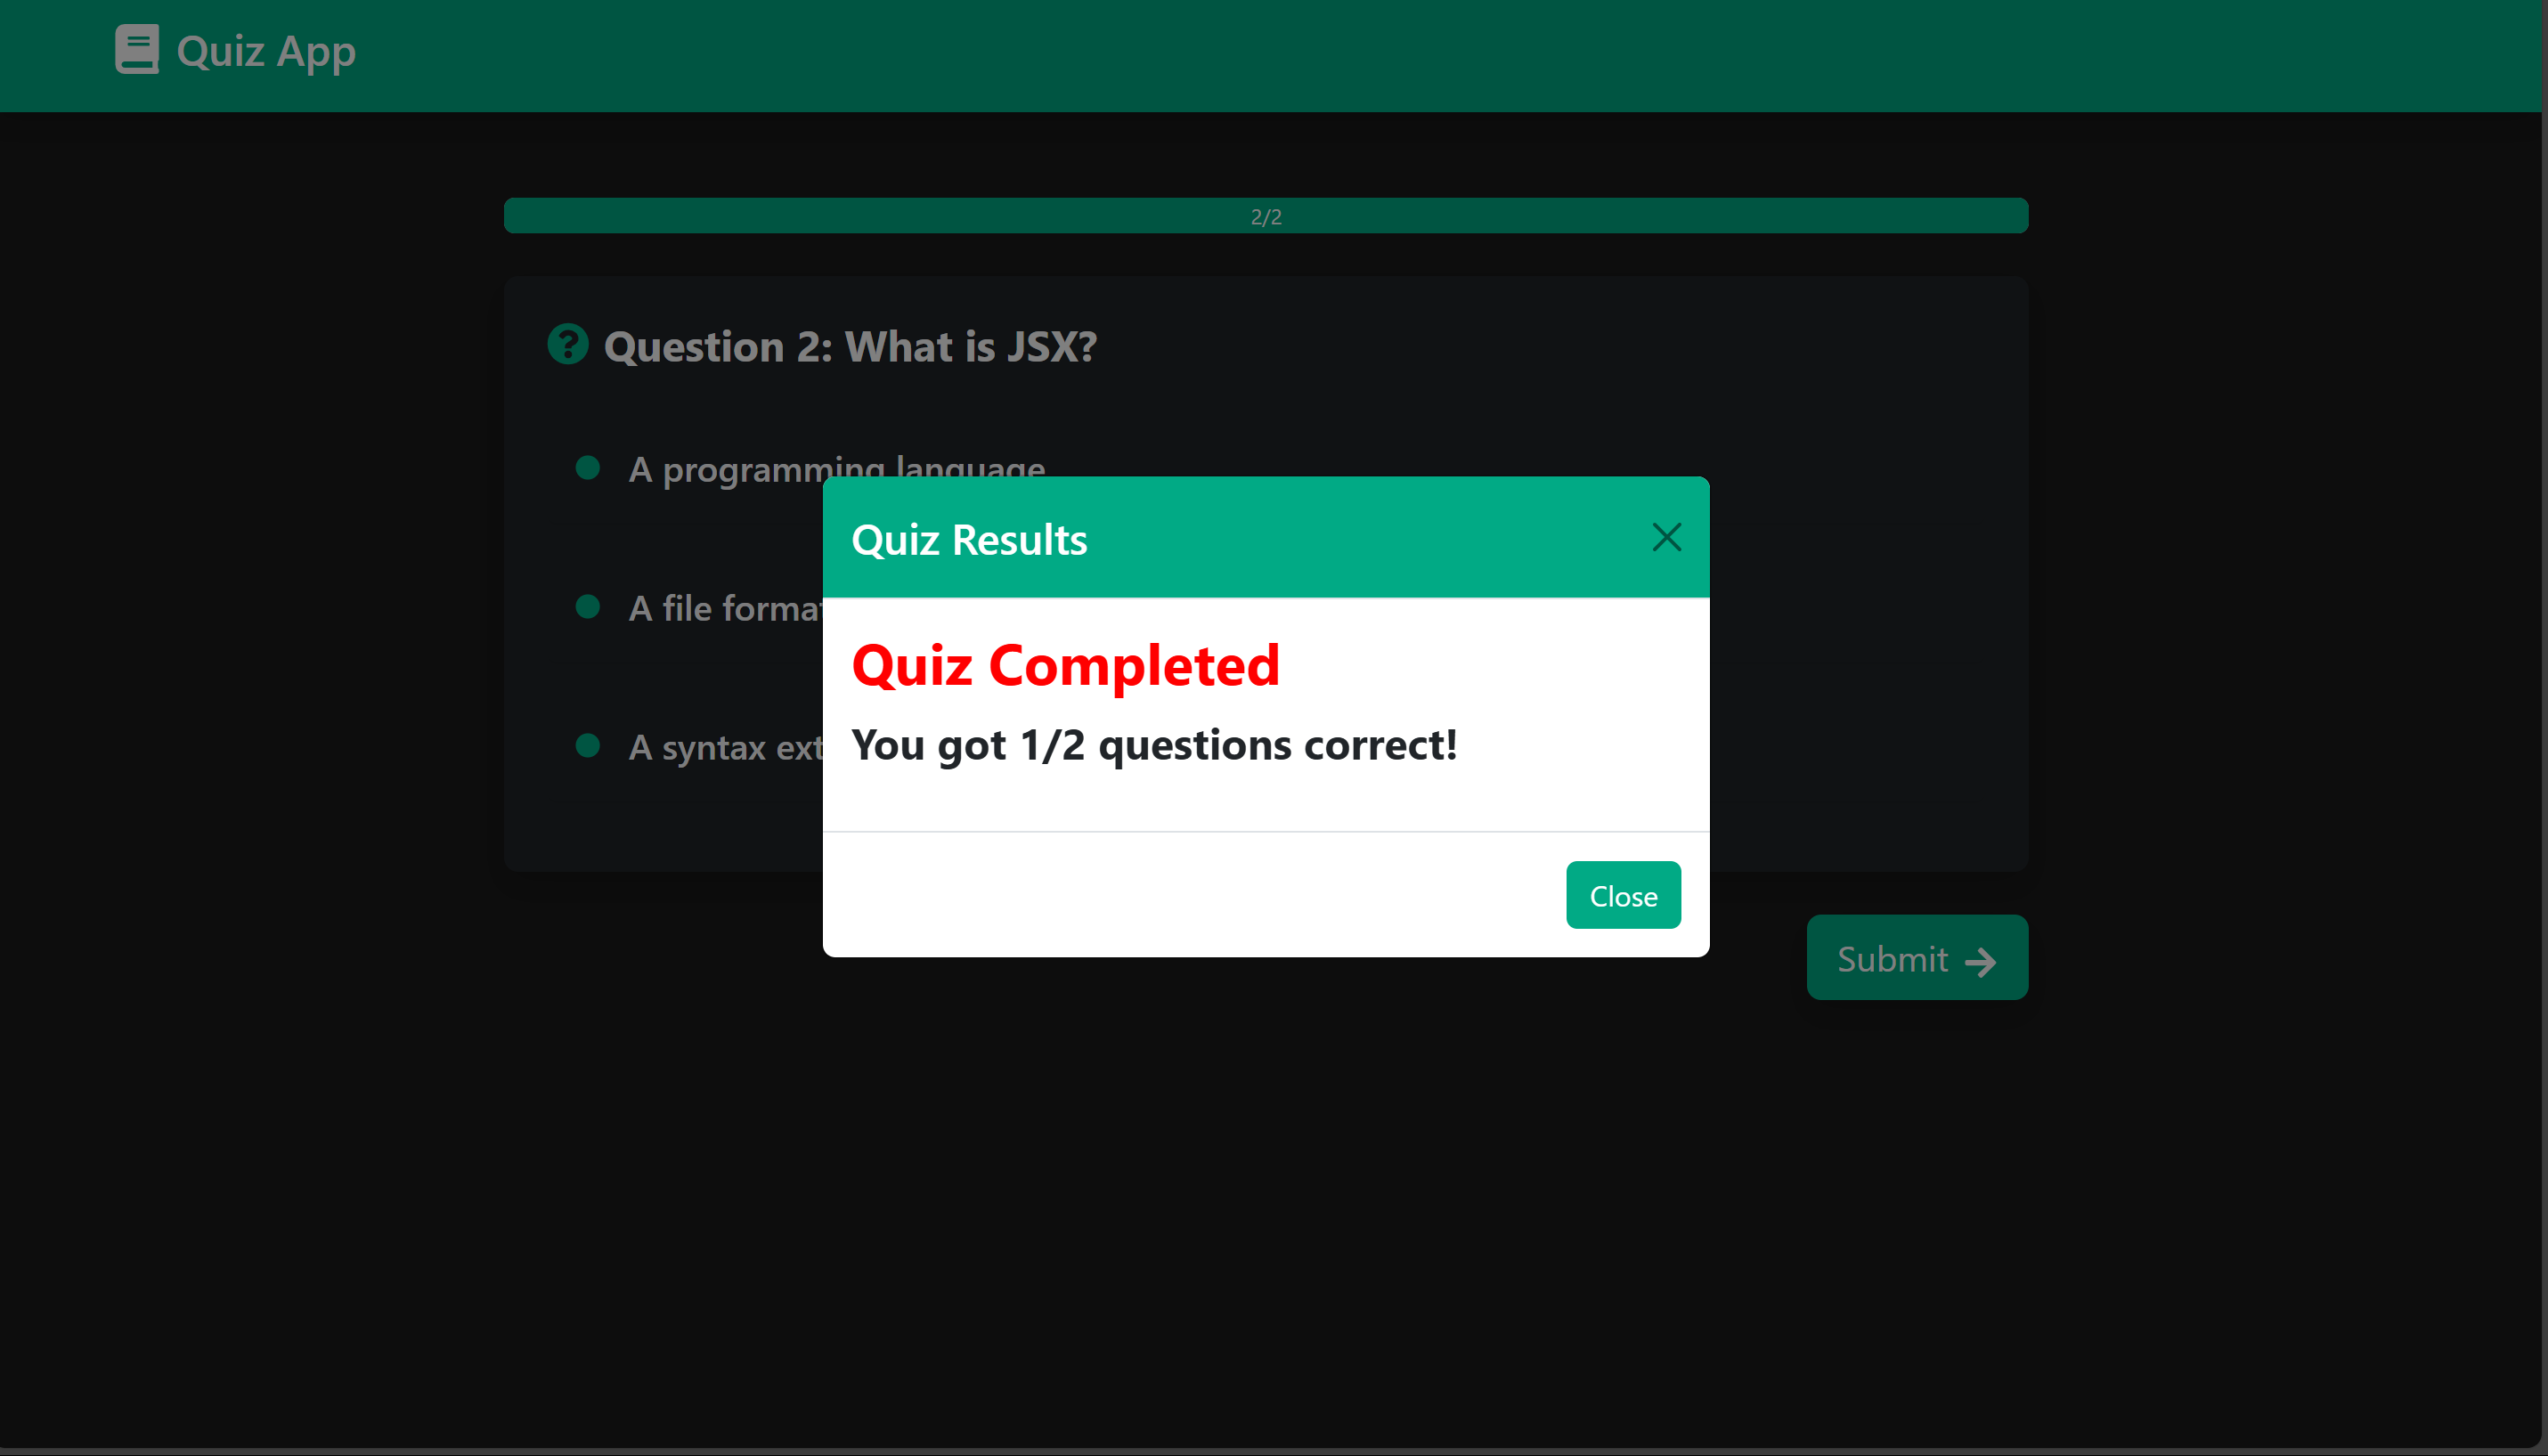 Quiz App
2/2
Question 2: What is JSX?
A programming language
A file format
A syntax ext
Quiz Results
Quiz Completed
You got 1/2 questions correct!
Close
Submit